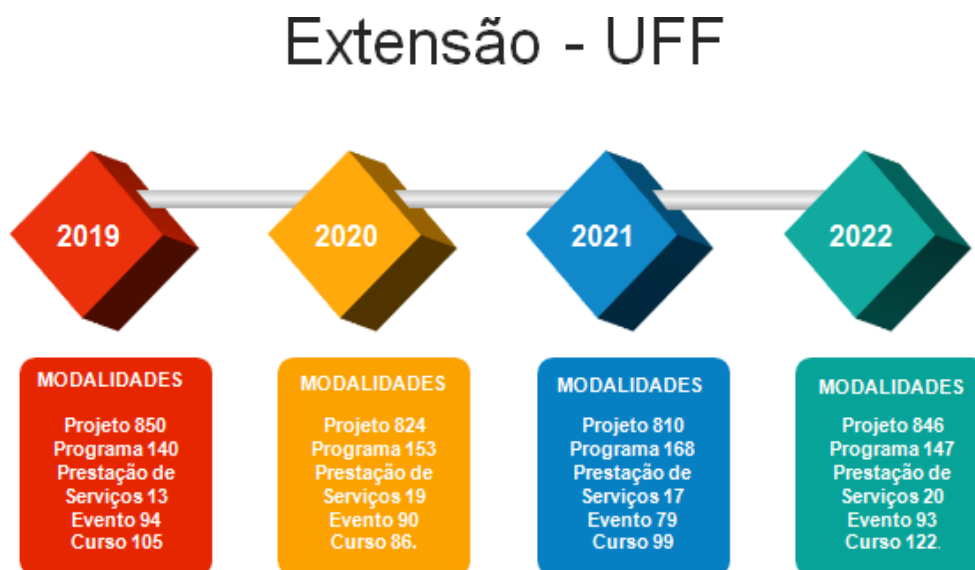 Extensão - UFF
2019
2020
2021
2022
MODALIDADES
Projeto 850
Programa 140
Prestação de
Serviços 13
Evento 94
Curso 105
MODALIDADES
Projeto 824
Programa 153
Prestação de
Serviços 19
Evento 90
Curso 86.
MODALIDADES
Projeto 810
Programa 168
Prestação de
Serviços 17
Evento 79
Curso 99
MODALIDADES
Projeto 846
Programa 147
Prestação de
Serviços 20
Evento 93
Curso 122.